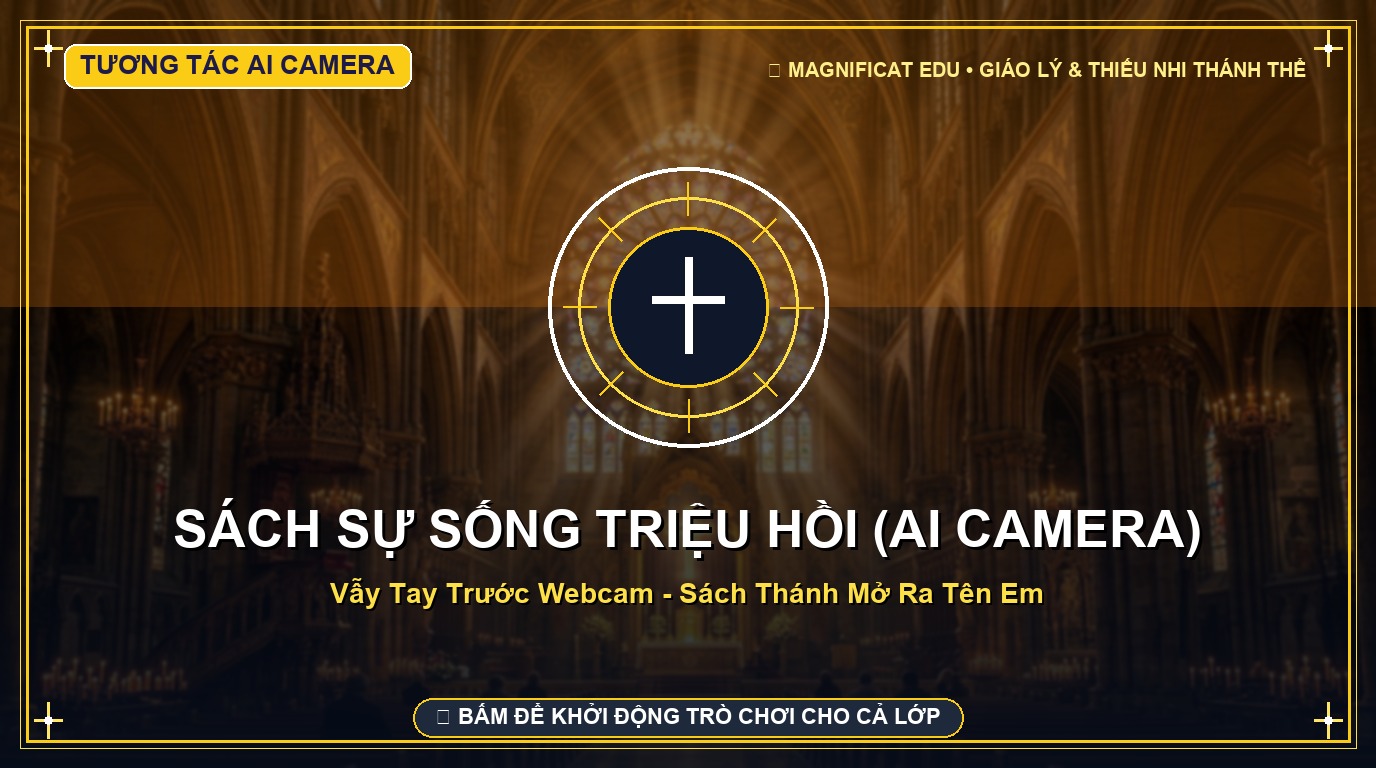 TƯƠNG TÁC AI CAMERA
MAGNIFICAT EDU • GIÁO LÝ & THIẾU NHI THÁNH THỂ
SÁCH SỰ SỐNG TRIỆU HỒI (AI CAMERA)
Vẫy Tay Trước Webcam - Sách Thánh Mở Ra Tên Em
BẤM ĐỂ KHỞI ĐỘNG TRÒ CHƠI CHO CẢ LỚP